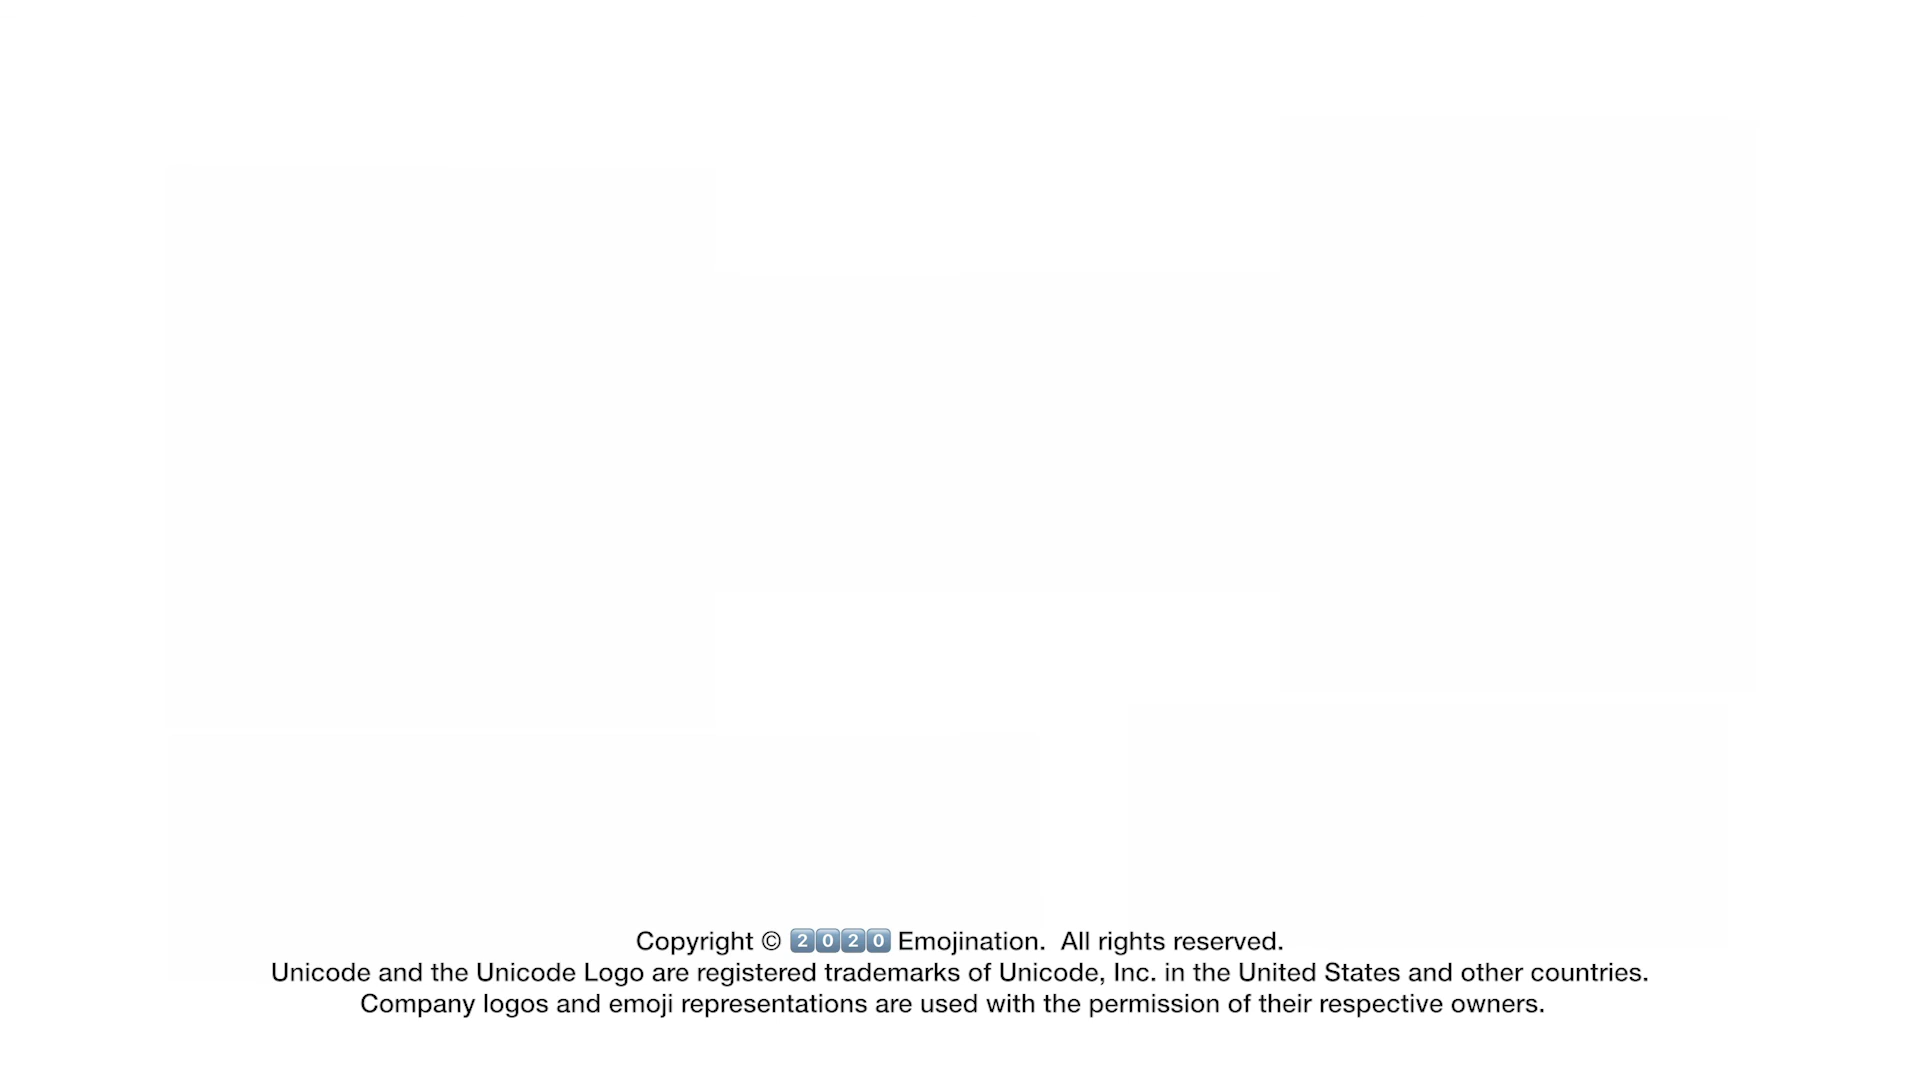 Copyright © 2️⃣0️⃣2️⃣0️⃣ Emojination.  All rights reserved.
Unicode and the Unicode Logo are registered trademarks of Unicode, Inc. in the United States and other countries.
Company logos and emoji representations are used with the permission of their respective owners.